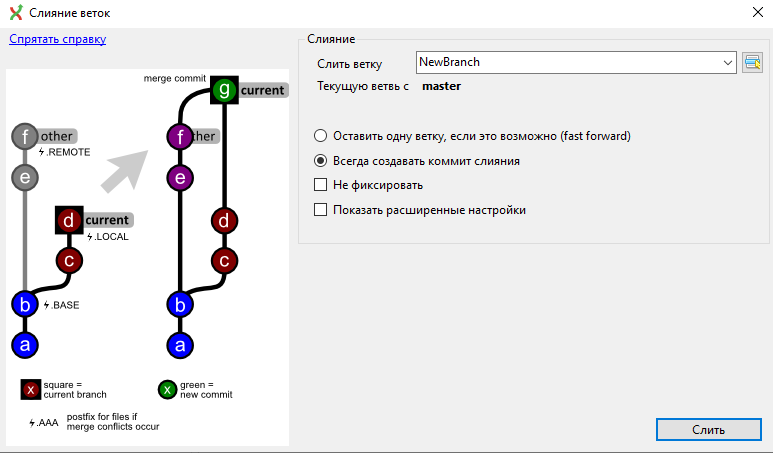 Слияние веток
Спрятать справку
merge commit
g current
f other
⚡.REMOTE
e
d current
⚡.LOCAL
c
b ⚡.BASE
a
f ther
e
d
c
b
a
x square =
current branch
x green =
new commit
⚡.AAA postfix for files if
merge conflicts occur
Слияние
Слить ветку NewBranch
Текущую ветвь с master
Оставить одну ветку, если это возможно (fast forward)
Всегда создавать коммит слияния
Не фиксировать
Показать расширенные настройки
Слить